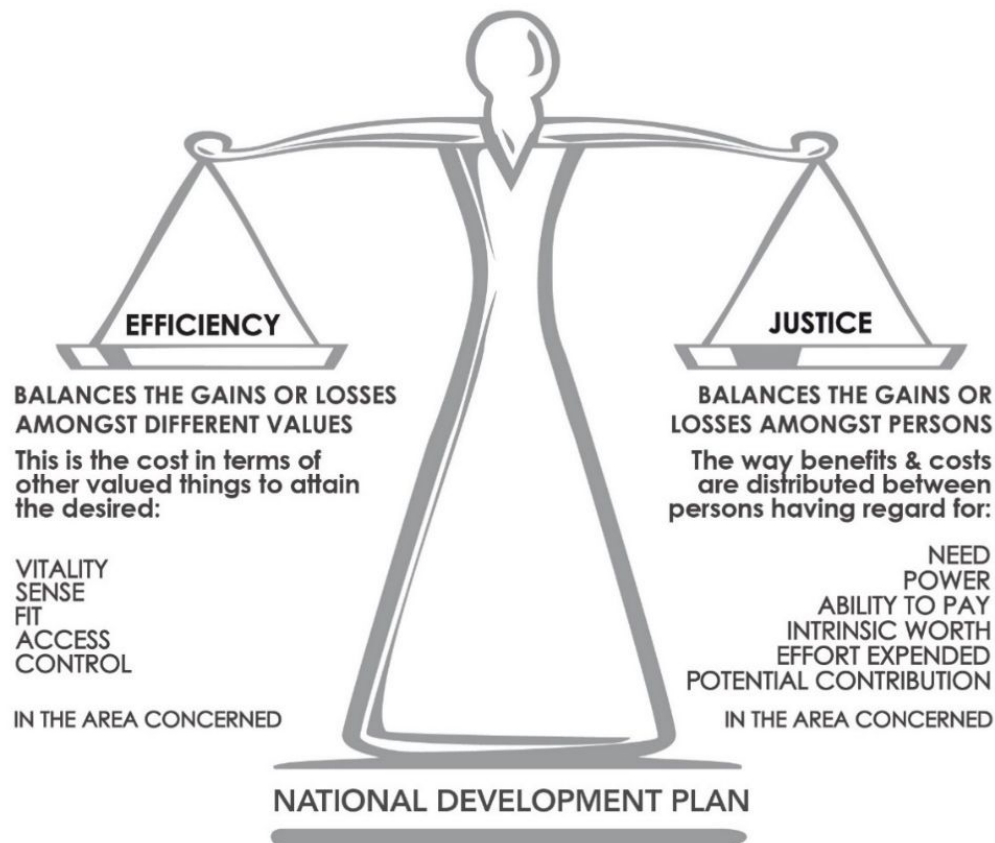 EFFICIENCY
BALANCES THE GAINS OR LOSSES
AMONGST DIFFERENT VALUES
This is the cost in terms of
other valued things to attain
the desired:
VITALITY
SENSE
FIT
ACCESS
CONTROL
IN THE AREA CONCERNED
JUSTICE
BALANCES THE GAINS OR
LOSSES AMONGST PERSONS
The way benefits & costs
are distributed between
persons having regard for:
NEED
POWER
ABILITY TO PAY
INTRINSIC WORTH
EFFORT EXPENDED
POTENTIAL CONTRIBUTION
IN THE AREA CONCERNED
NATIONAL DEVELOPMENT PLAN